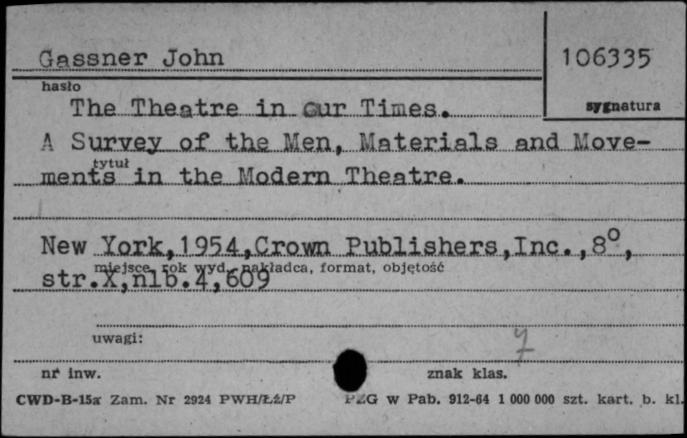 Gassner John
106335
hasło
sygnatura
The Theatre in our Times.
A Survey of the Men, Materials and Move-
tytuł
ments in the Modern Theatre.
New York,1954,Crown Publishers,Inc.,8⁰,
miejsce, rok wyd., nakładca, format, objętość
str.X,nlb.4,609
uwagi:
y
nr inw.
znak klas.
CWD-B-15a Zam. Nr 2924 PWH/Łż/P PZG w Pab. 912-64 1 000 000 szt. kart. b. kl.